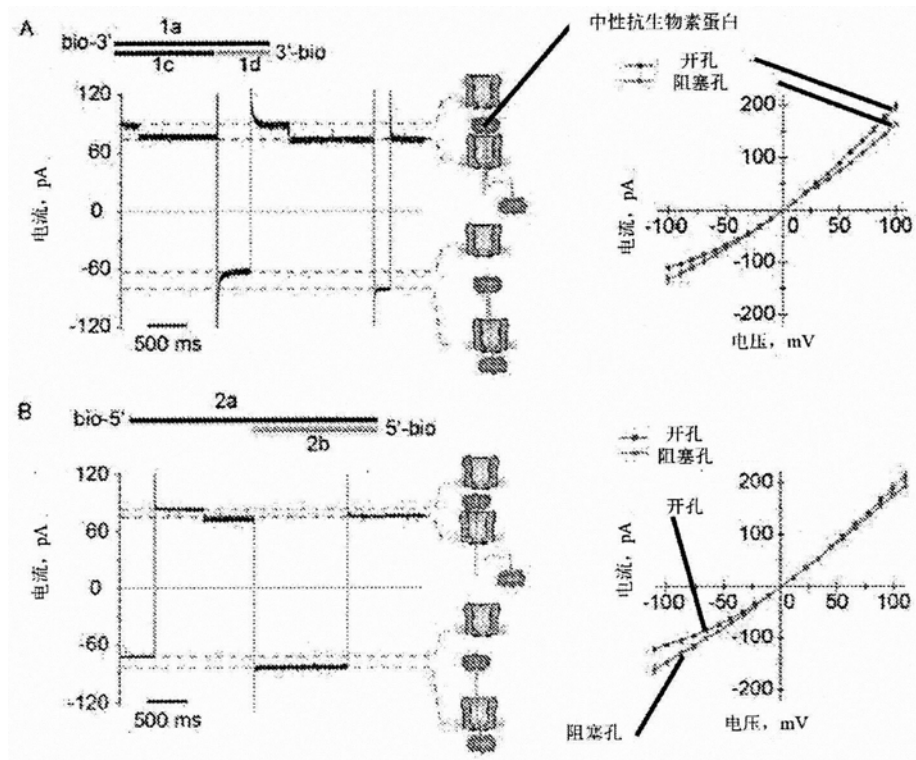 A
1a
bio-3'
3'-bio
1c
1d
中性抗生物素蛋白
开孔
阻塞孔
电流，pA
120
60
0
-60
-120
500 ms
电流，pA
200
100
-100
-50
0
50
100
-100
-200
电压，mV
B
2a
bio-5'
5'-bio
2b
开孔
阻塞孔
开孔
电流，pA
120
60
0
-60
-120
500 ms
电流，pA
200
100
-100
-50
0
50
100
-100
-200
阻塞孔
电压，mV